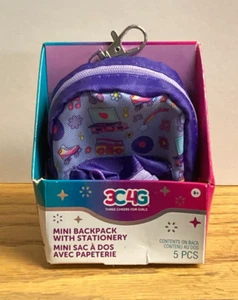 3C4G
THREE CHEERS FOR GIRLS
MINI BACKPACK
WITH STATIONERY
MINI SAC À DOS
AVEC PAPETERIE
CONTENTS ON BACK
CONTENU AU DOS
5 PCS